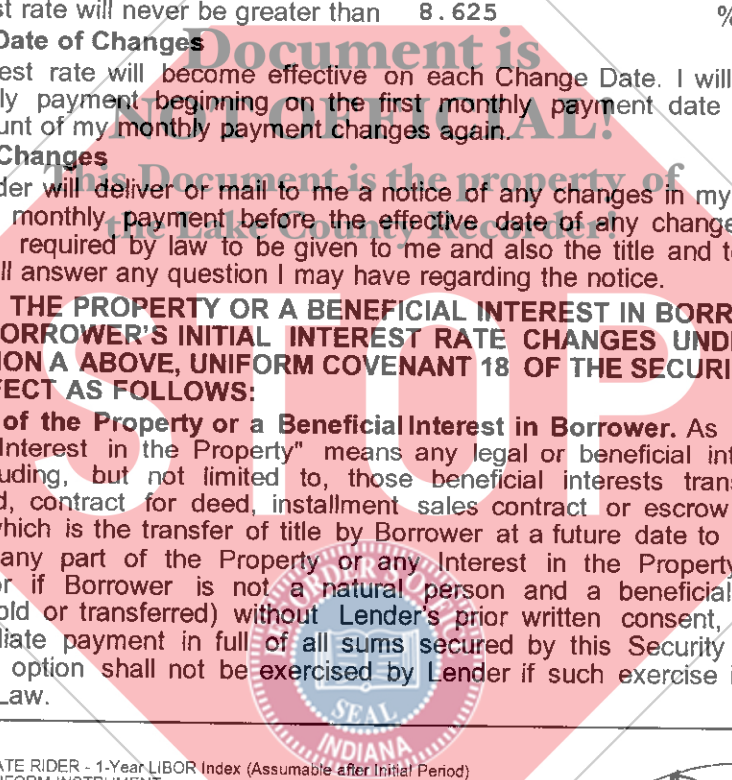 st rate will never be greater than 8.625 %
Date of Changes
est rate will become effective on each Change Date. I will
ly payment beginning on the first monthly payment date
unt of my monthly payment changes again.
Changes
der will deliver or mail to me a notice of any changes in my
monthly payment before the effective date of any change
required by law to be given to me and also the title and t
ll answer any question I may have regarding the notice.
THE PROPERTY OR A BENEFICIAL INTEREST IN BORR
ORROWER'S INITIAL INTEREST RATE CHANGES UND
ION A ABOVE, UNIFORM COVENANT 18 OF THE SECURI
FECT AS FOLLOWS:
of the Property or a Beneficial Interest in Borrower. As
Interest in the Property" means any legal or beneficial int
uding, but not limited to, those beneficial interests trans
d, contract for deed, installment sales contract or escrow
which is the transfer of title by Borrower at a future date to
any part of the Property or any Interest in the Property
or if Borrower is not a natural person and a beneficial
old or transferred) without Lender's prior written consent,
liate payment in full of all sums secured by this Security
option shall not be exercised by Lender if such exercise i
Law.
ATE RIDER - 1-Year LIBOR Index (Assumable after Initial Period)
Document is
NOT OFFICIAL!
This Document is the property of
the Lake County Recorder!
STOP
SEAL
INDIANA